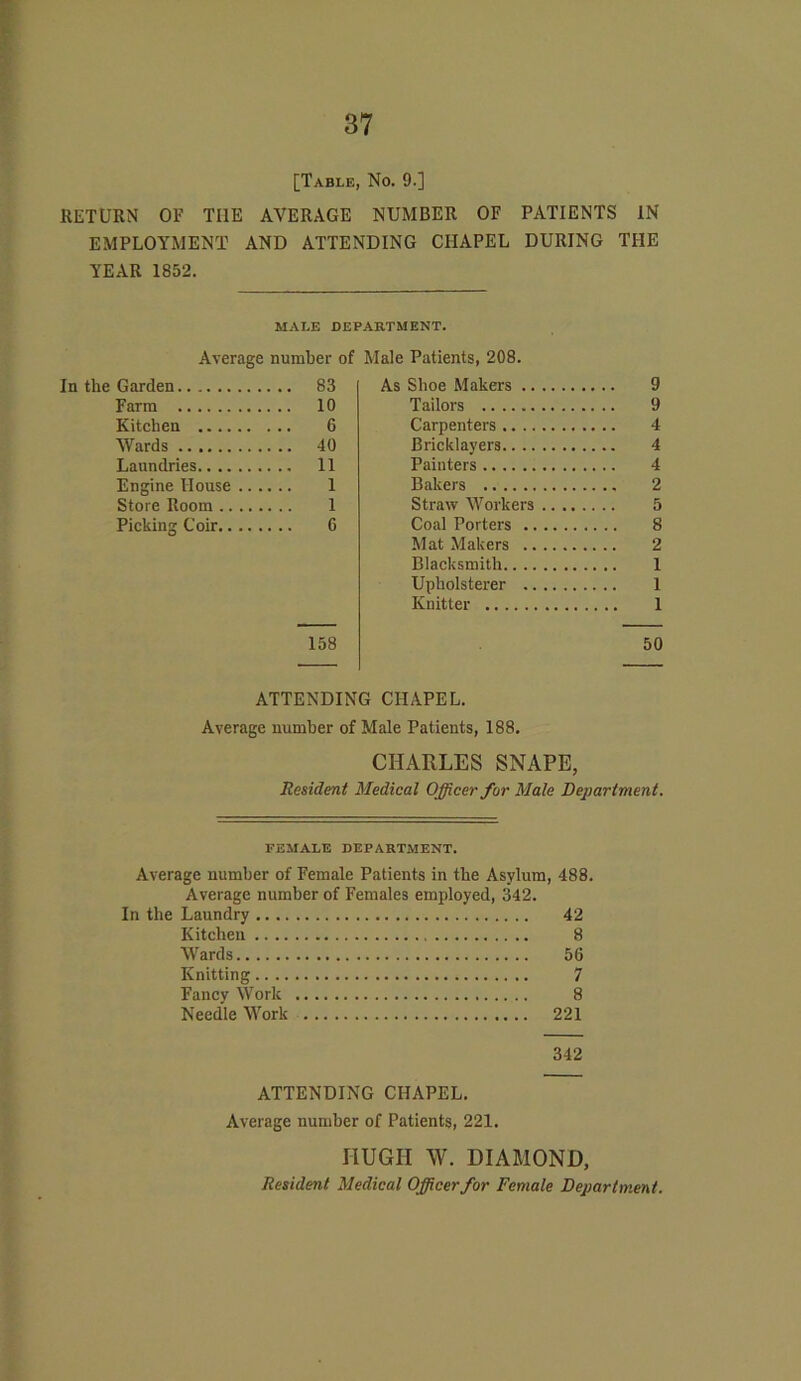 37
[Table, No. 9.]
RETURN OF THE AVERAGE NUMBER OF PATIENTS IN
EMPLOYMENT AND ATTENDING CHAPEL DURING THE
YEAR 1852.
MALE DEPARTMENT.
Average number of Male Patients, 208.
In the Garden.............. 83
Farm ............ 10
Kitchen ......... 6
Wards ............ 40
Laundries........... 11
Engine House ...... 1
Store Room ........ 1
Picking Coir........ 6
158
As Shoe Makers .......... 9
Tailors ............. 9
Carpenters ............ 4
Bricklayers............ 4
Painters .............. 4
Bakers .............. 2
Straw Workers ........ 5
Coal Porters .......... 8
Mat Makers .......... 2
Blacksmith............ 1
Upholsterer .......... 1
Knitter .............. 1
50
ATTENDING CHAPEL.
Average number of Male Patients, 188.
CHARLES SNAPE,
Resident Medical Officer for Male Department.
FEMALE DEPARTMENT.
Average number of Female Patients in the Asylum, 488.
Average number of Females employed, 342.
In the Laundry ............................ 42
Kitchen ............................ 8
Wards.............................. 56
Knitting ............................ 7
Fancy Work ........................ 8
Needle Work ........................ 221
342
ATTENDING CHAPEL.
Average number of Patients, 221.
HUGH W. DIAMOND,
Resident Medical Officer for Female Department.